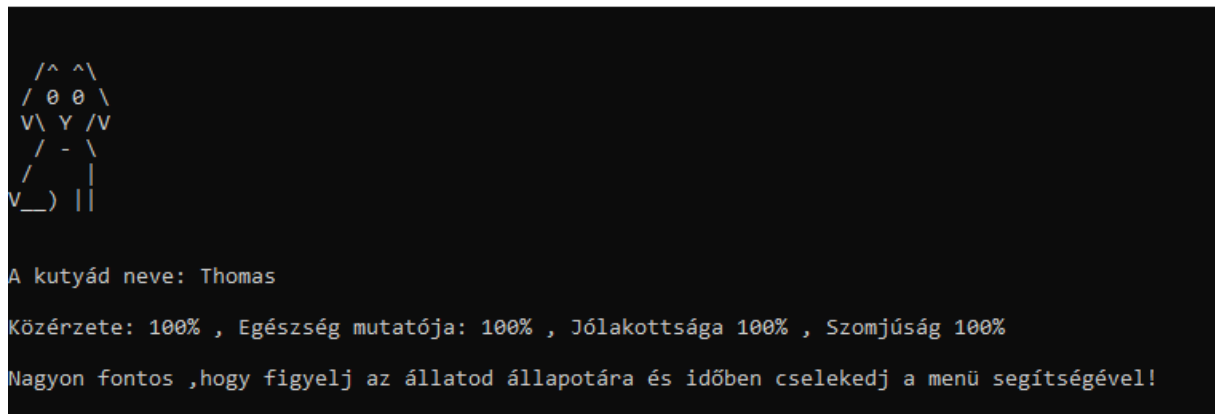 /^ ^\
 / 0 0 \
 V\ Y /V
  / - \
 /    |
V__) ||
A kutyád neve: Thomas
Közérzete: 100% , Egészség mutatója: 100% , Jólakottsága 100% , Szomjúság 100%
Nagyon fontos ,hogy figyelj az állatod állapotára és időben cselekedj a menü segítségével!